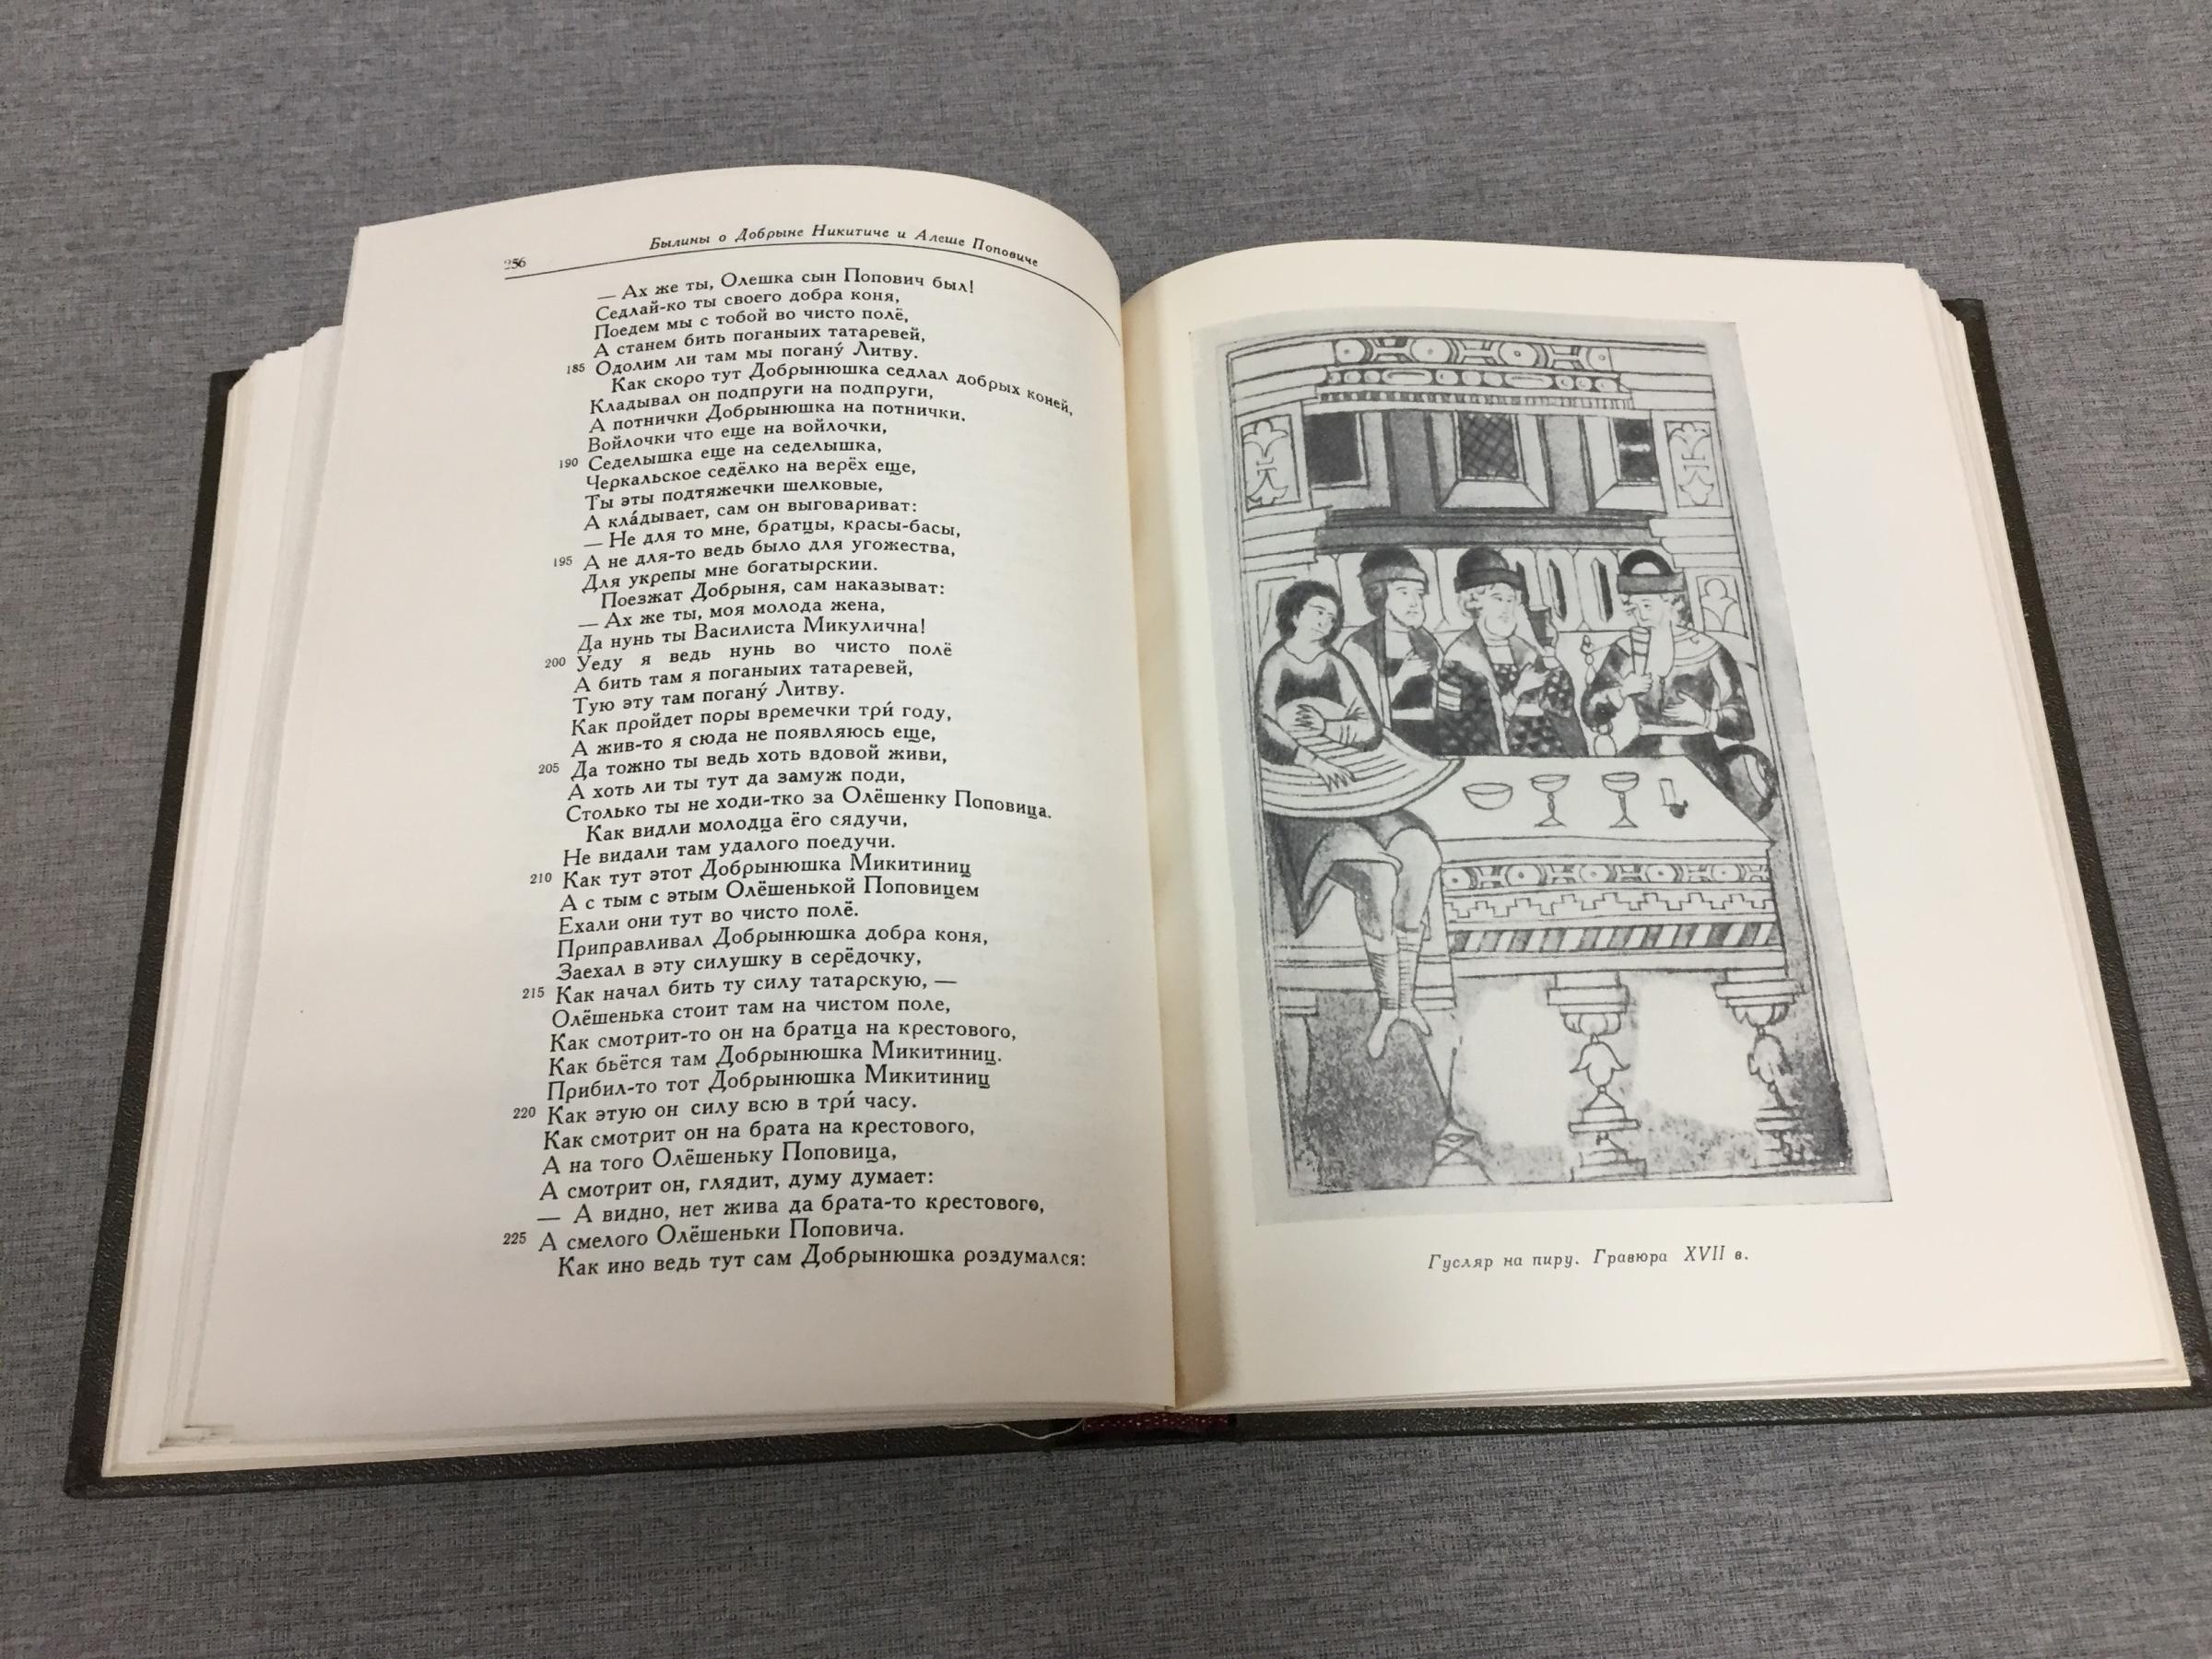 256
Былины о Добрыне Никитиче и Алеше Поповиче
— Ах же ты, Олешка сын Попович был!
Седлай-ко ты своего добра коня,
Поедем мы с тобой во чисто полё,
А станем бить поганыих татаревей,
185 Одолим ли там мы погану́ Литву.
Как скоро тут Добрынюшка седлал добрых коней,
Кладывал он подпруги на подпруги,
А потнички Добрынюшка на потнички.
Войлочки что еще на войлочки,
190 Седелышка еще на седелышка,
Черкальское седёлко на верёх еще,
Ты эты подтяжечки шелковые,
А кла́дывает, сам он выговариват:
— Не для то мне, братцы, красы-басы,
195 А не для-то ведь было для угожества,
Для укрепы мне богатырскии.
Поезжат Добрыня, сам наказыват:
— Ах же ты, моя молода жена,
Да нунь ты Василиста Микулична!
200 Уеду я ведь нунь во чисто полё
А бить там я поганыих татаревей,
Тую эту там погану́ Литву.
Как пройдет поры времечки три́ году,
А жив-то я сюда не появляюсь еще,
205 Да тожно ты ведь хоть вдовой живи,
А хоть ли ты тут да замуж поди,
Столько ты не ходи-тко за Олёшенку Поповица.
Как видли молодца ёго сядучи,
Не видали там удалого поедучи.
210 Как тут этот Добрынюшка Микитиниц
А с тым с этым Олёшенькой Поповицем
Ехали они тут во чисто полё.
Приправливал Добрынюшка добра коня,
Заехал в эту силушку в серёдочку,
215 Как начал бить ту силу татарскую, —
Олёшенька стоит там на чистом поле,
Как смотрит-то он на братца на крестового,
Как бьётся там Добрынюшка Микитиниц.
Прибил-то тот Добрынюшка Микитиниц
220 Как этую он силу всю в три́ часу.
Как смотрит он на брата на крестового,
А на того Олёшеньку Поповица,
А смотрит он, глядит, думу думает:
— А видно, нет жива да брата-то крестового,
225 А смелого Олёшеньки Поповича.
Как ино ведь тут сам Добрынюшка роздумался:
Гусляр на пиру. Гравюра XVII в.